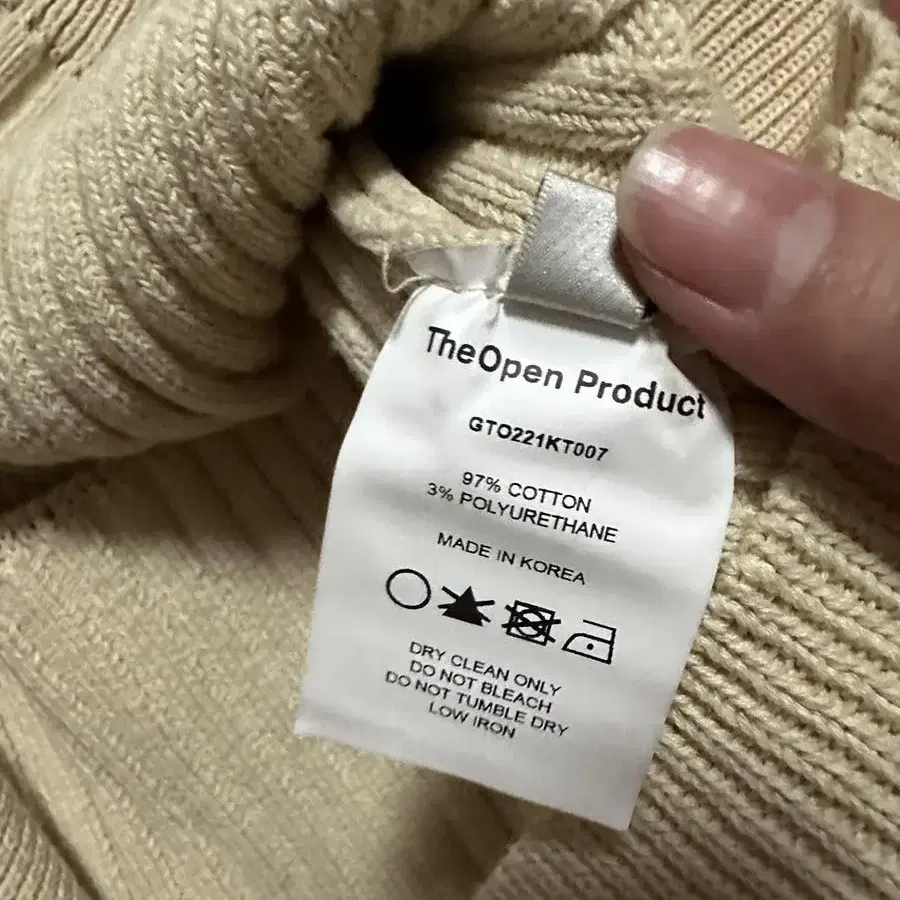 TheOpen Product
GTO221KT007
97% COTTON
3% POLYURETHANE
MADE IN KOREA
DRY CLEAN ONLY
DO NOT BLEACH
DO NOT TUMBLE DRY
LOW IRON